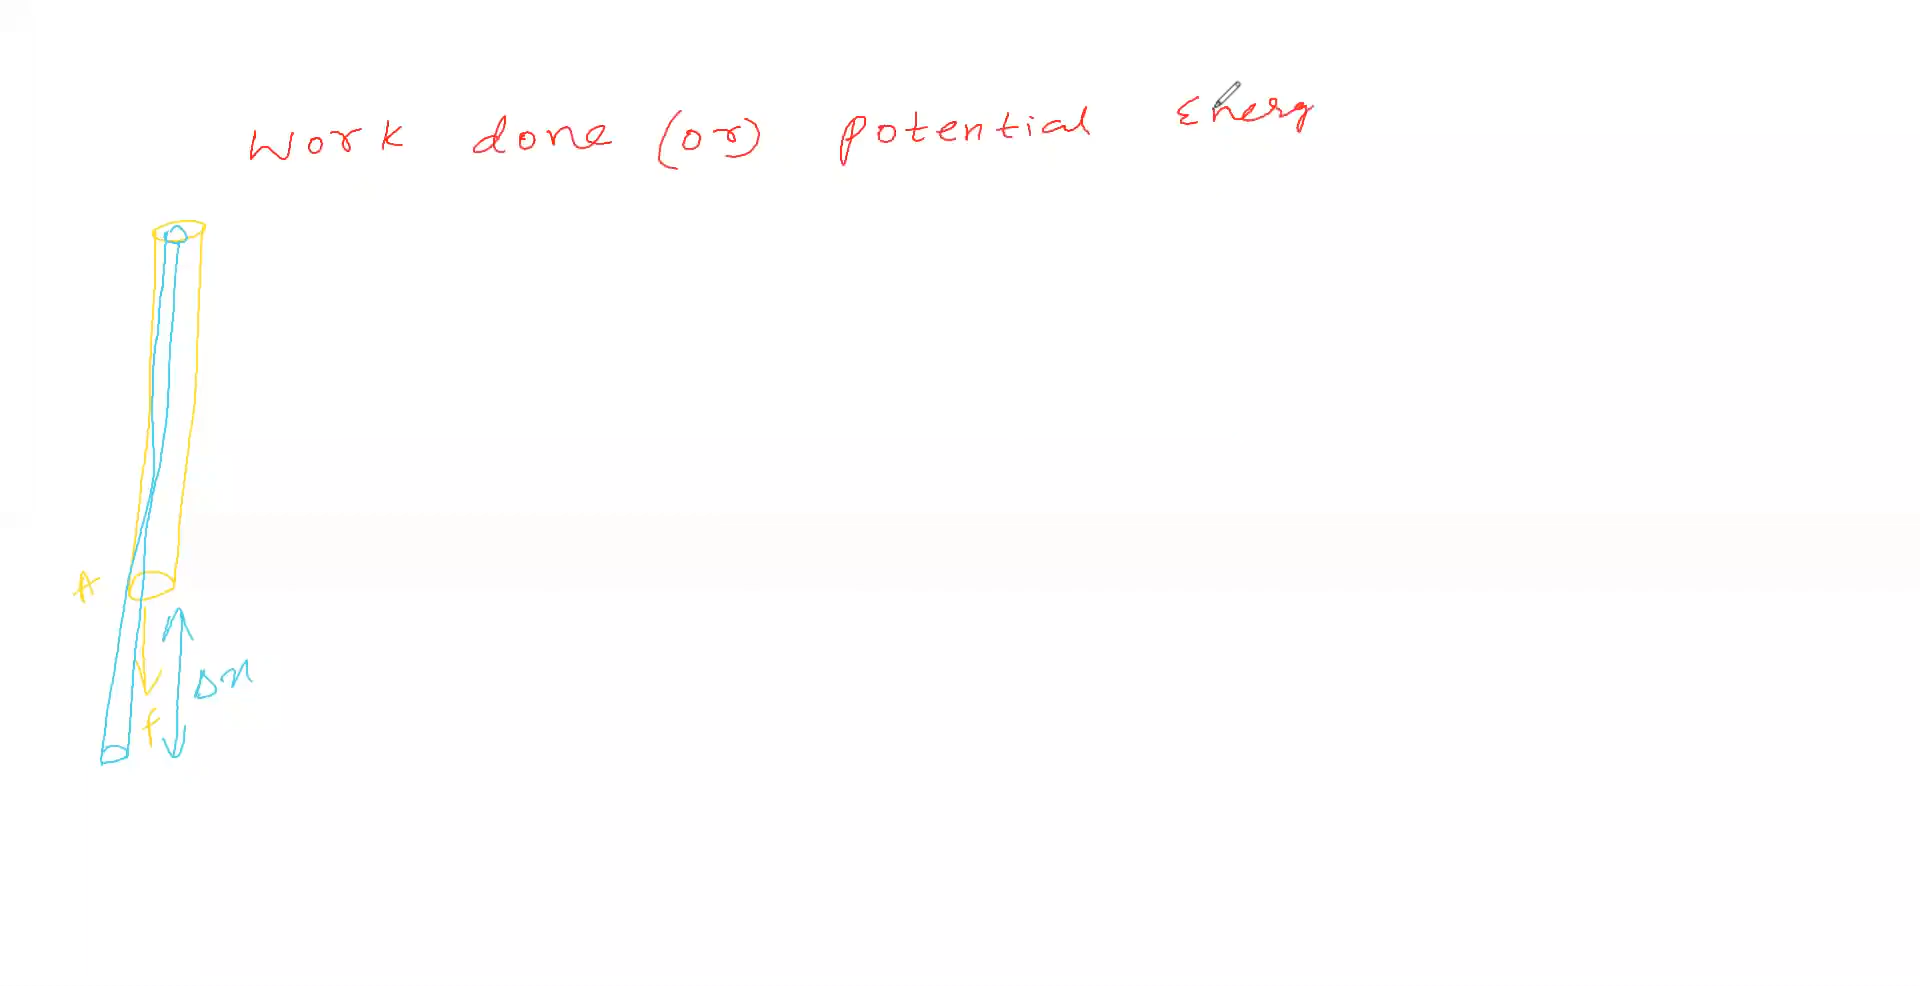 Work done (or) potential Energ
A
Δx
f